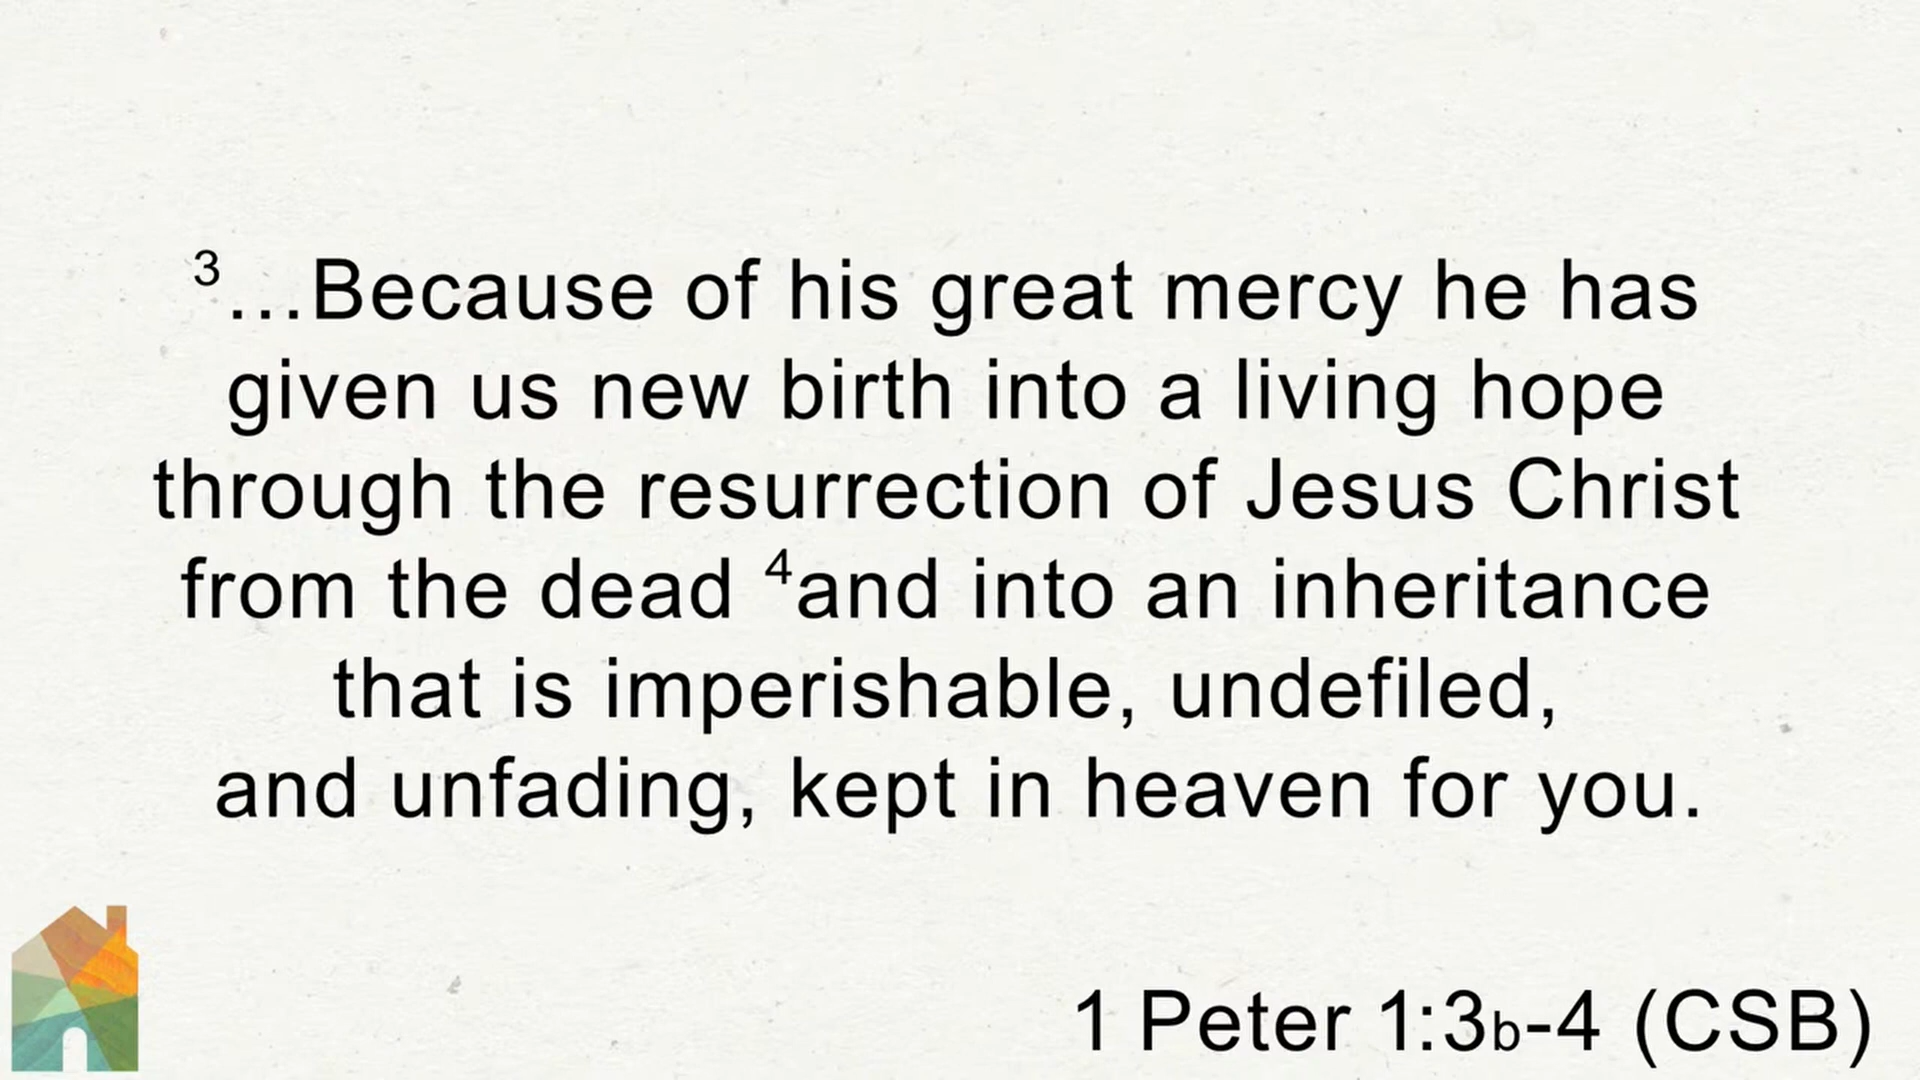 ³…Because of his great mercy he has
given us new birth into a living hope
through the resurrection of Jesus Christ
from the dead ⁴and into an inheritance
that is imperishable, undefiled,
and unfading, kept in heaven for you.
1 Peter 1:3b-4 (CSB)